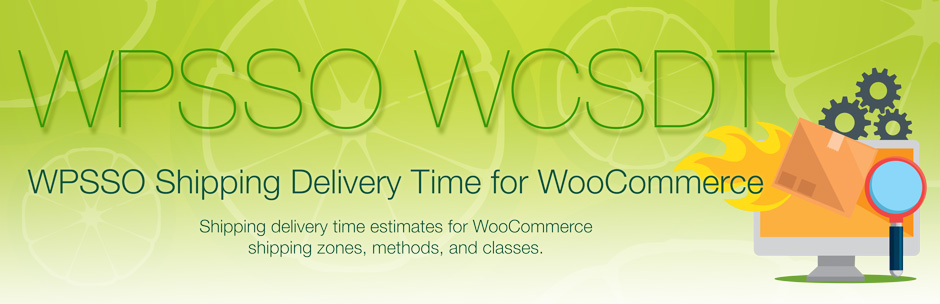 WPSSO WCSDT
WPSSO Shipping Delivery Time for WooCommerce
Shipping delivery time estimates for WooCommerce
shipping zones, methods, and classes.